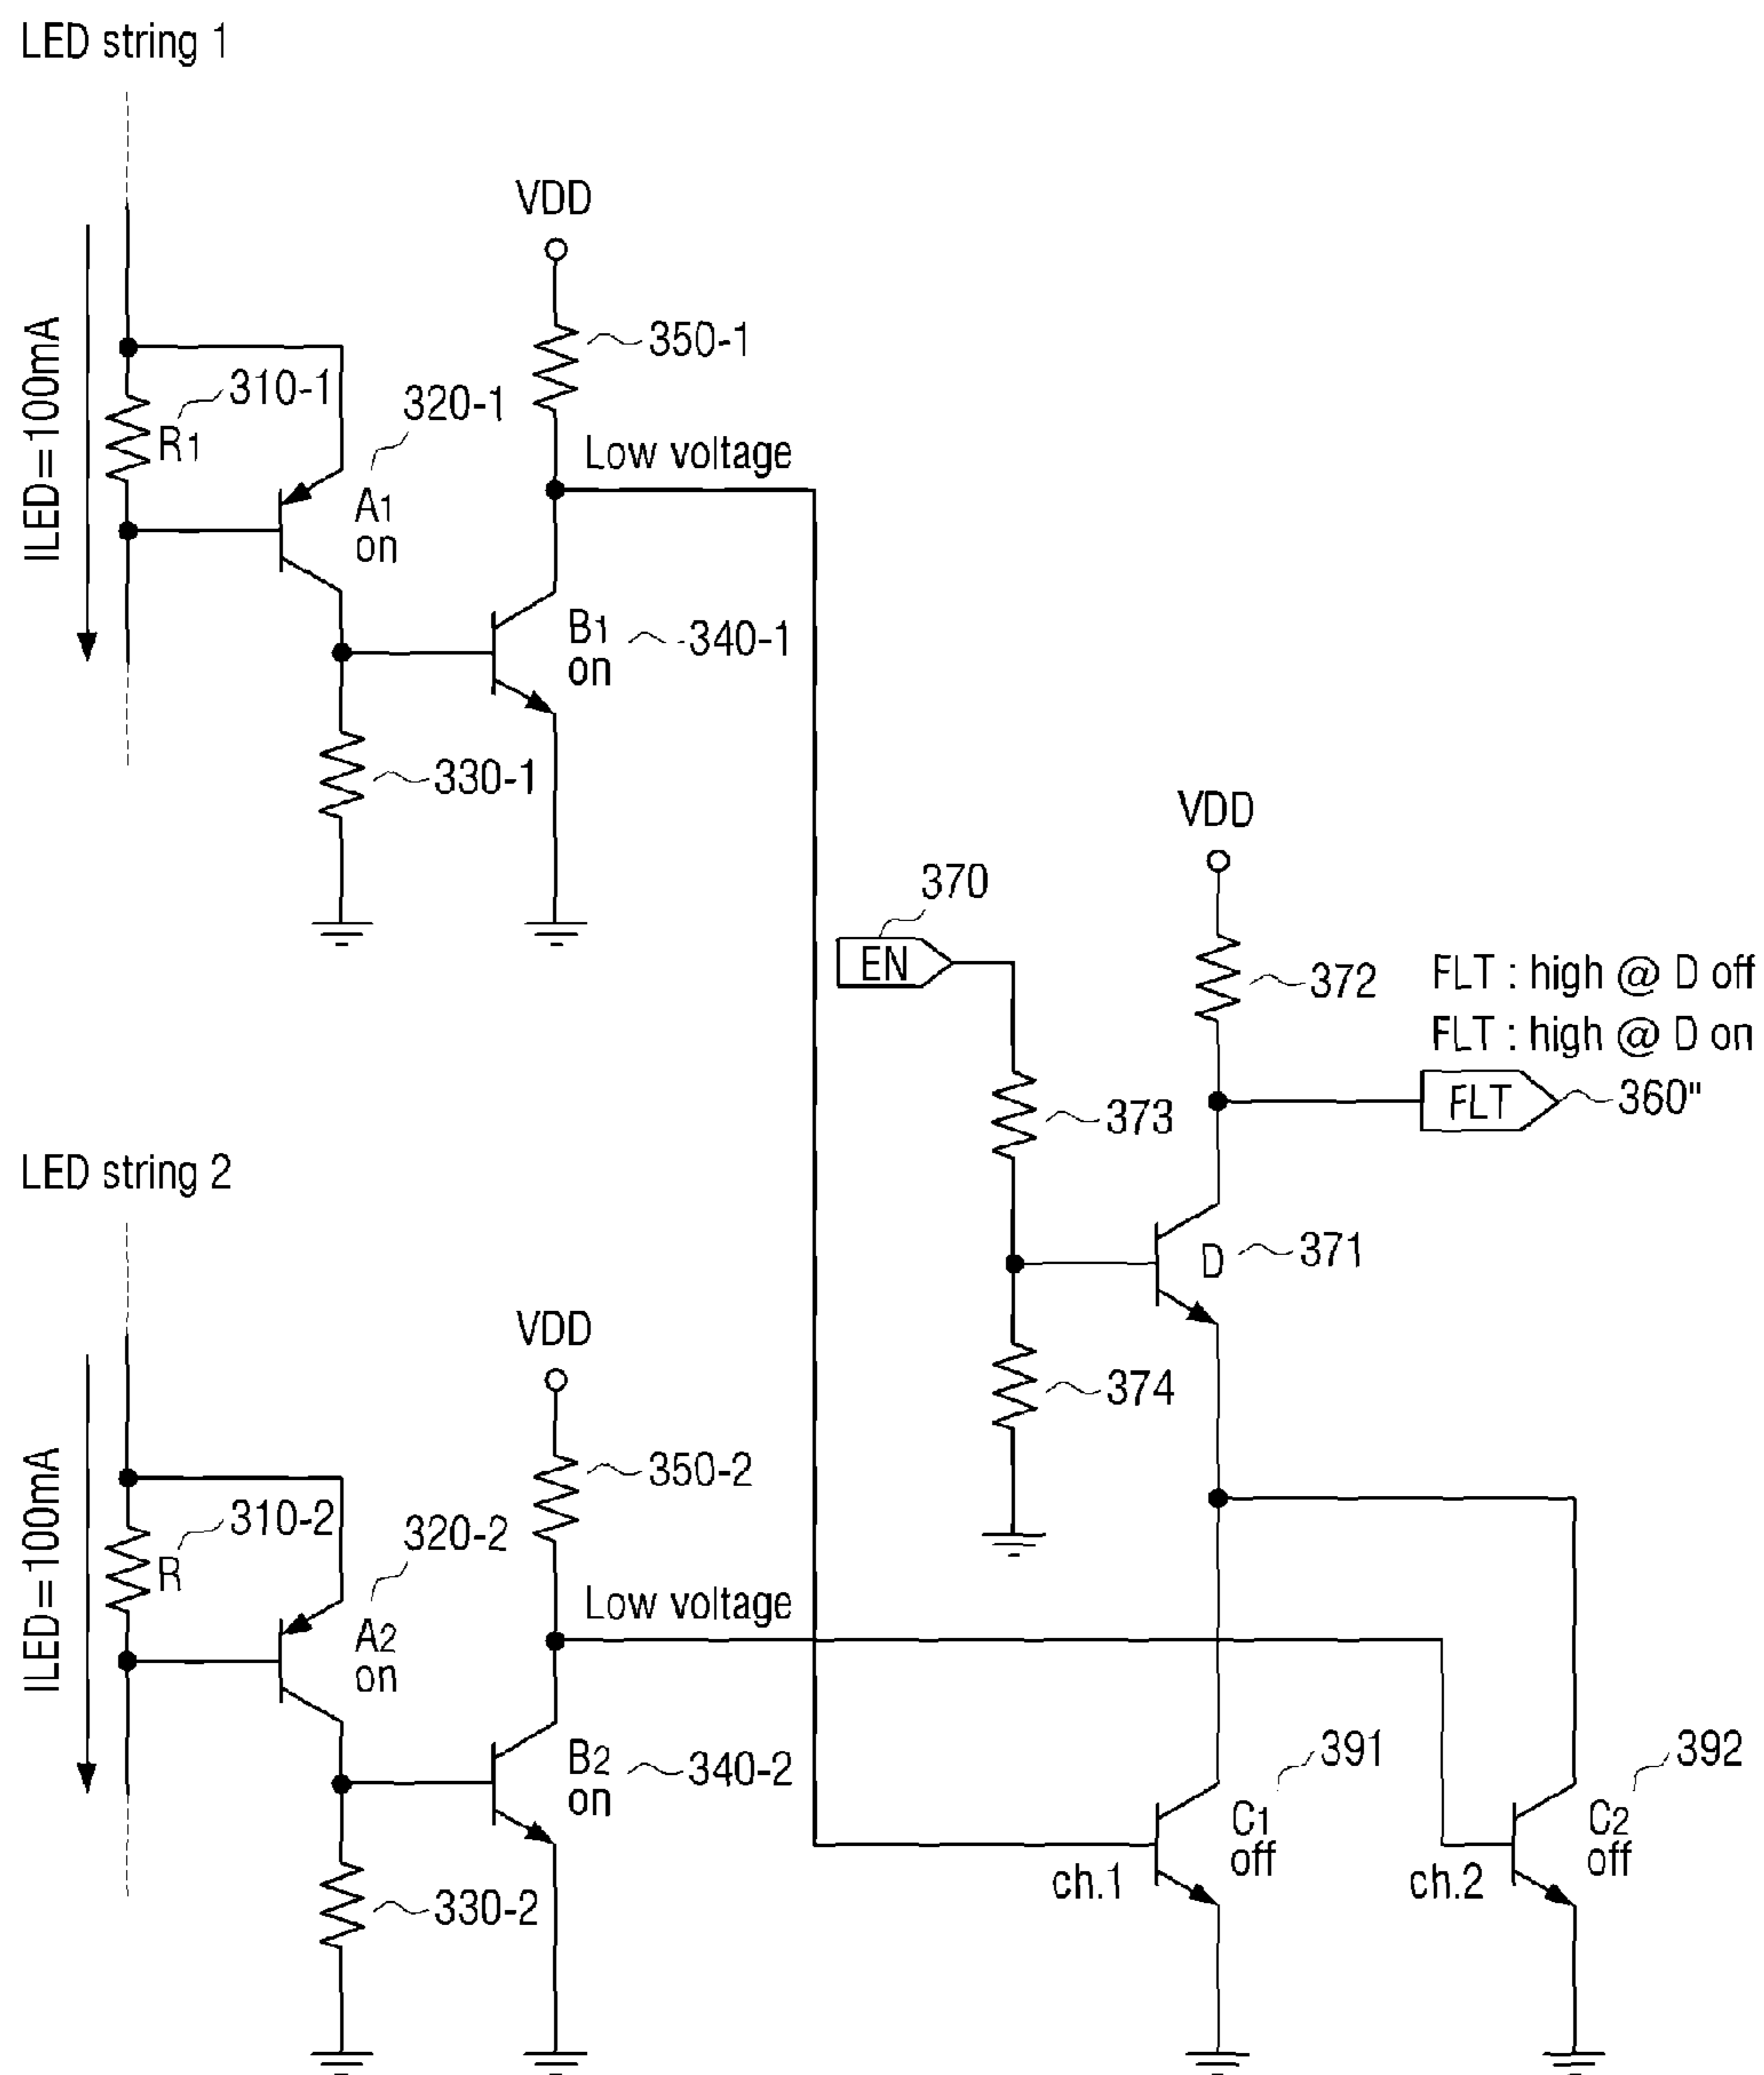 LED string 1
VDD
350-1
ILED=100mA
310-1
R1
320-1
Low voltage
A1
on
B1
on
340-1
330-1
VDD
370
EN
372
FLT : high @ D off
FLT : high @ D on
373
FLT
360"
LED string 2
D
371
VDD
374
350-2
ILED=100mA
310-2
R
320-2
Low voltage
A2
on
B2
on
340-2
391
392
C1
off
C2
off
ch.1
ch.2
330-2